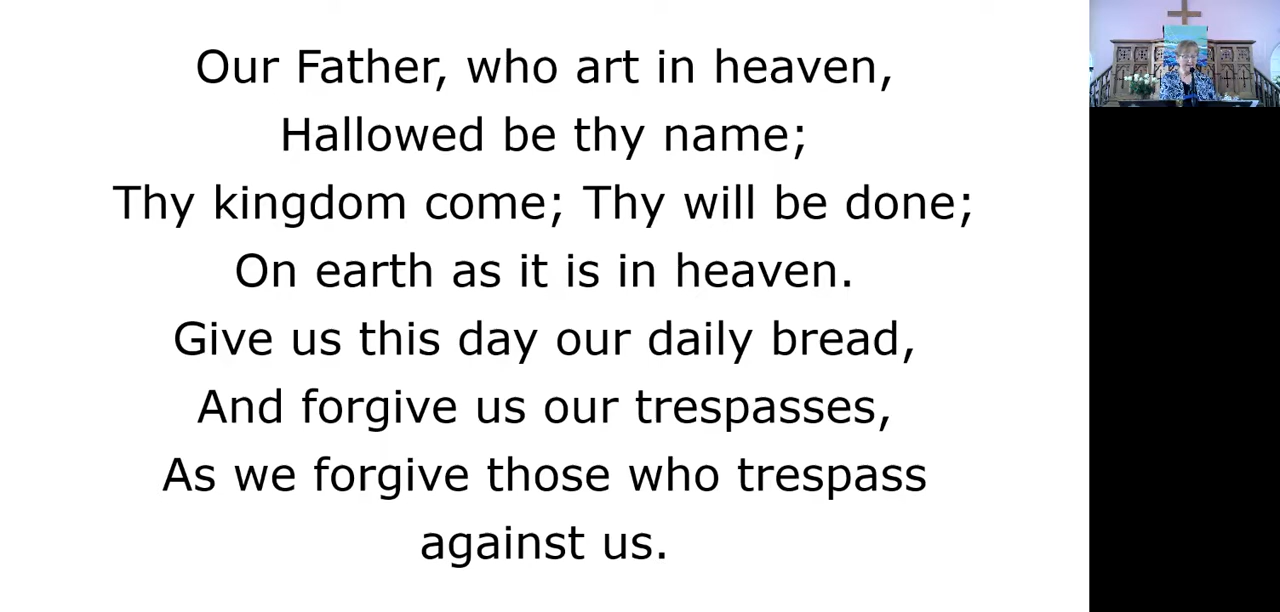 Our Father, who art in heaven,
Hallowed be thy name;
Thy kingdom come; Thy will be done;
On earth as it is in heaven.
Give us this day our daily bread,
And forgive us our trespasses,
As we forgive those who trespass
against us.